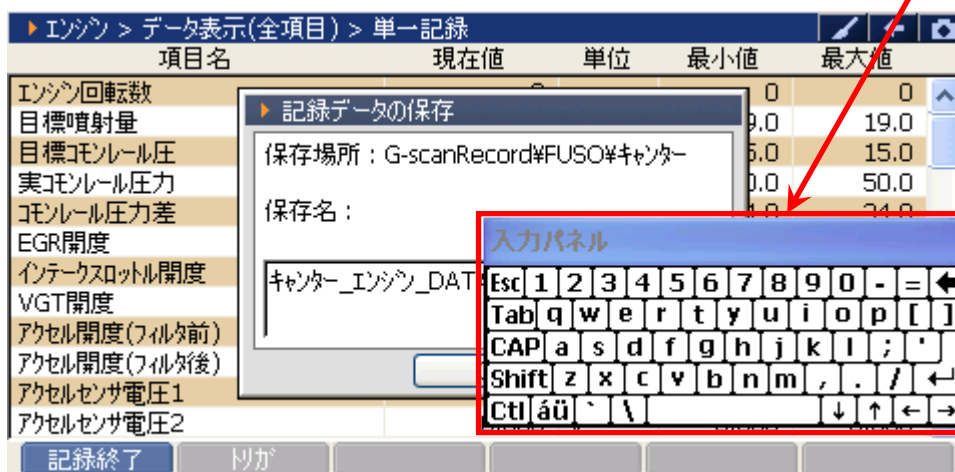 エンジン > データ表示(全項目) > 単一記録
項目名 現在値 単位 最小値 最大値
エンジン回転数 0 0
目標噴射量 9.0 19.0
目標コモンレール圧 5.0 15.0
実コモンレール圧力 0.0 50.0
コモンレール圧力差
EGR開度
インテークスロットル開度
VGT開度
アクセル開度(フィルタ前)
アクセル開度(フィルタ後)
アクセルセンサ電圧1
アクセルセンサ電圧2
記録データの保存
保存場所：G-scanRecord¥FUSO¥キャンター
保存名：
キャンター_エンジン_DAT
入力パネル
Esc 1 2 3 4 5 6 7 8 9 0 - =
Tab q w e r t y u i o p [ ]
CAP a s d f g h j k l ; '
Shift z x c v b n m , . /
Ctl áü ` \ ↓ ↑ ← →
記録終了 トリガ